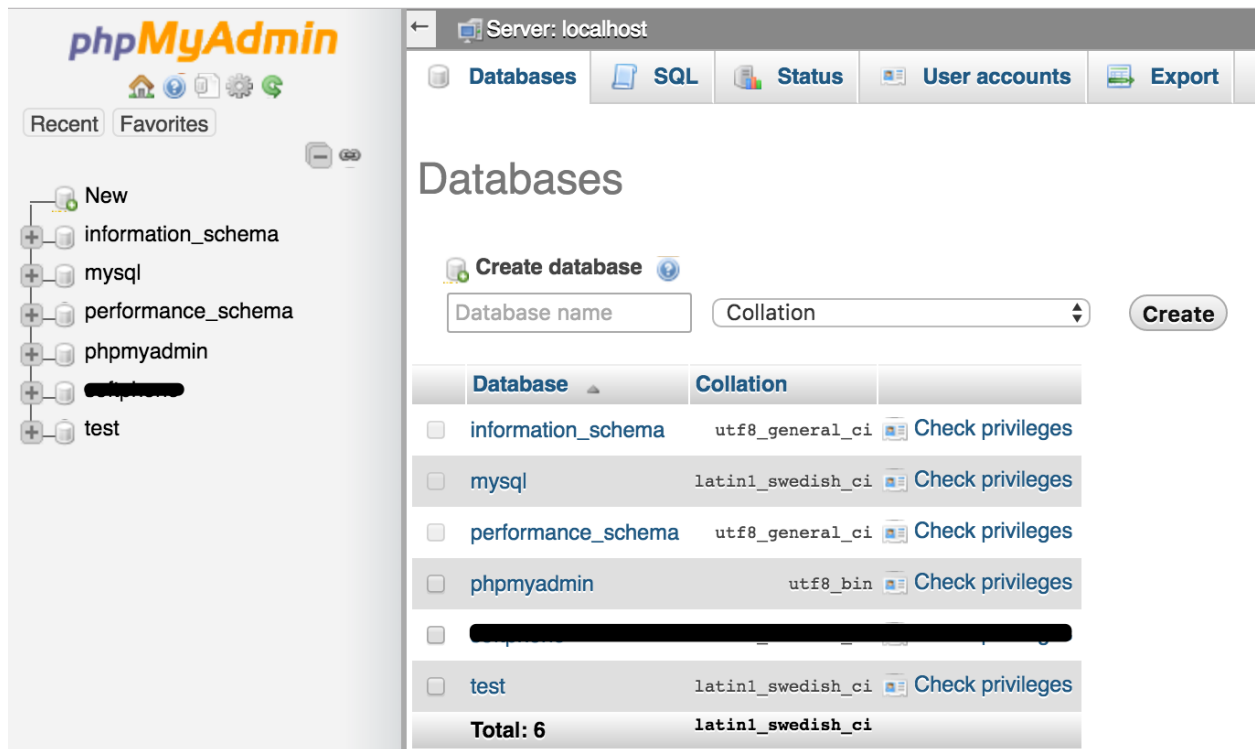 phpMyAdmin
Recent Favorites
New
information_schema
mysql
performance_schema
phpmyadmin
test
Server: localhost
Databases SQL Status User accounts Export
Databases
Create database
Database name Collation Create
Database Collation
information_schema utf8_general_ci Check privileges
mysql latin1_swedish_ci Check privileges
performance_schema utf8_general_ci Check privileges
phpmyadmin utf8_bin Check privileges
test latin1_swedish_ci Check privileges
Total: 6 latin1_swedish_ci